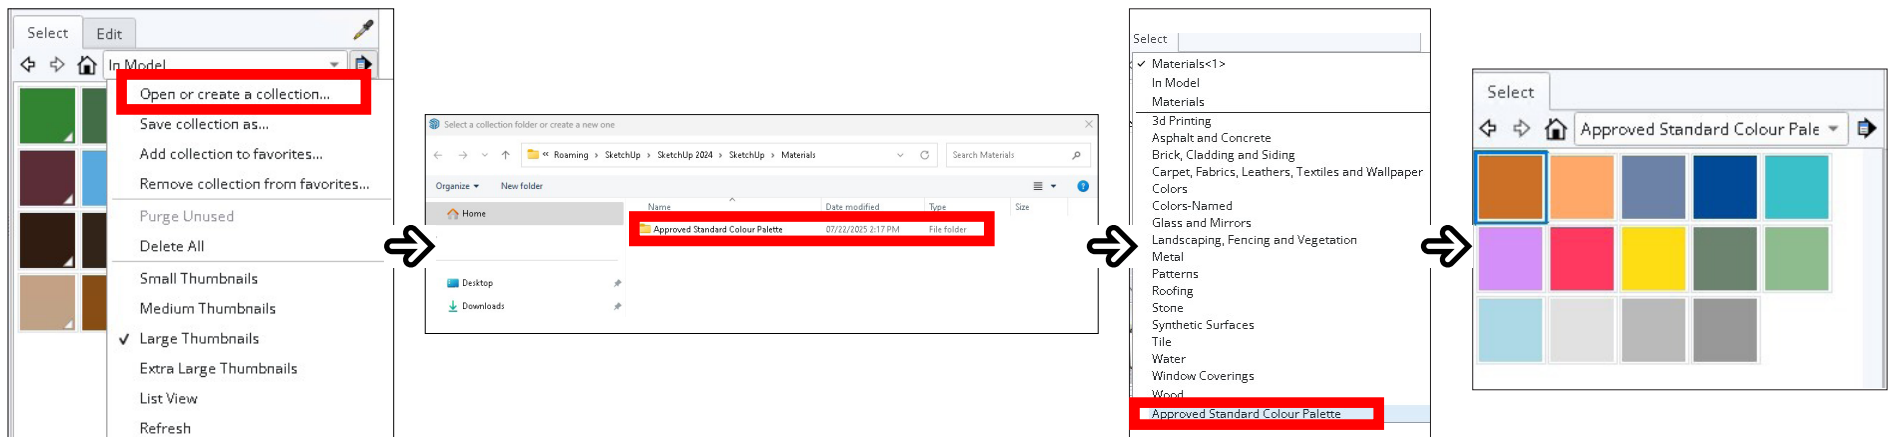 Select Edit
In Model
Open or create a collection...
Save collection as...
Add collection to favorites...
Remove collection from favorites...
Purge Unused
Delete All
Small Thumbnails
Medium Thumbnails
✓ Large Thumbnails
Extra Large Thumbnails
List View
Refresh
Select a collection folder or create a new one
« Roaming > SketchUp > SketchUp 2024 > SketchUp > Materials
Search Materials
Organize New folder
Home
Name Date modified Type Size
Approved Standard Colour Palette 07/22/2025 2:17 PM File folder
Desktop
Downloads
Select
✓ Materials<1>
In Model
Materials
3d Printing
Asphalt and Concrete
Brick, Cladding and Siding
Carpet, Fabrics, Leathers, Textiles and Wallpaper
Colors
Colors-Named
Glass and Mirrors
Landscaping, Fencing and Vegetation
Metal
Patterns
Roofing
Stone
Synthetic Surfaces
Tile
Water
Window Coverings
Wood
Approved Standard Colour Palette
Select
Approved Standard Colour Pale